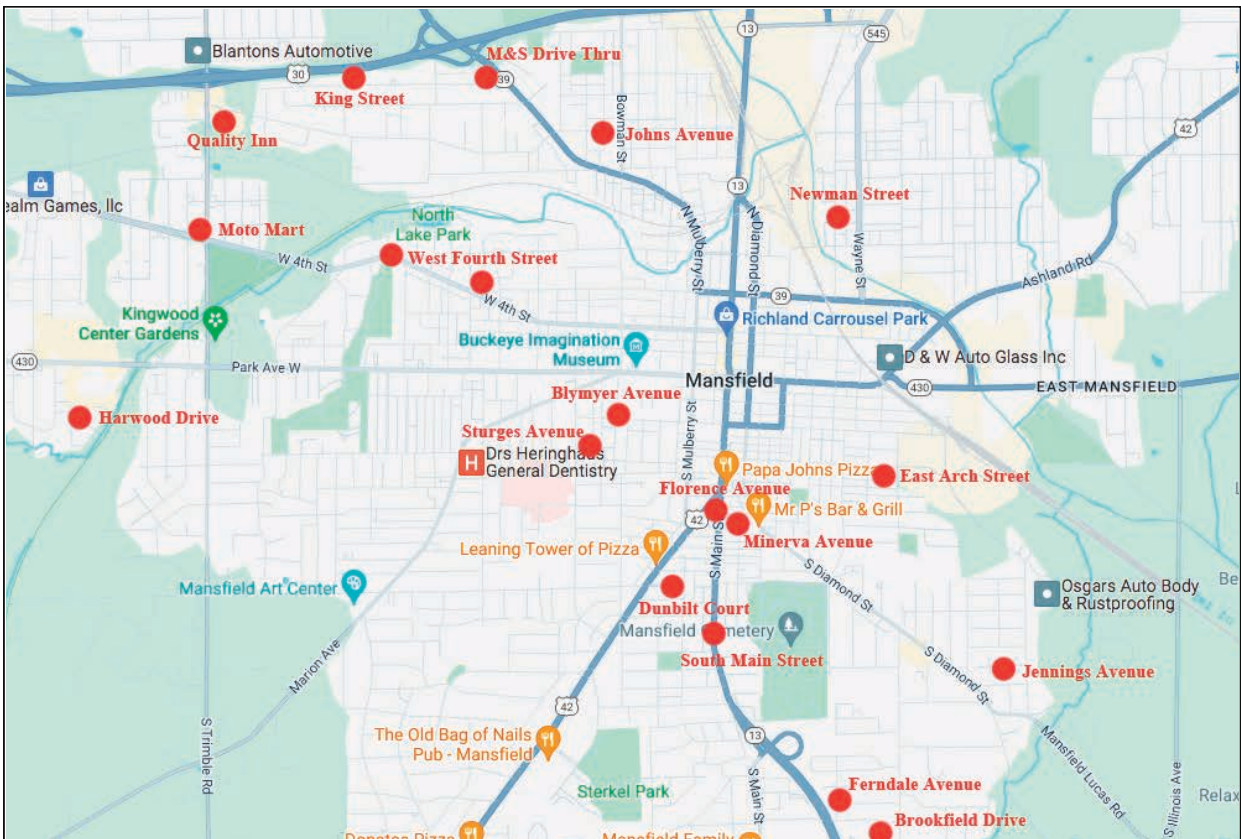 13
545
Blantons Automotive
M&S Drive Thru
30
39
King Street
Bowman St
42
Quality Inn
Johns Avenue
ealm Games, llc
13
Newman Street
North
Lake Park
N Mulberry St
N Diamond St
Moto Mart
W 4th St
West Fourth Street
Wayne St
Ashland Rd
W 4th St
39
Kingwood
Center Gardens
Richland Carrousel Park
Buckeye Imagination
Museum
D & W Auto Glass Inc
430
Park Ave W
Mansfield
430
EAST MANSFIELD
Blymyer Avenue
Harwood Drive
Sturges Avenue
S Mulberry St
H
Drs Heringhaus
General Dentistry
Papa Johns Pizza
East Arch Street
Florence Avenue
Mr P's Bar & Grill
42
Minerva Avenue
Leaning Tower of Pizza
S Main St
S Diamond St
Mansfield Art Center
Osgars Auto Body
& Rustproofing
Be
Dunbilt Court
Mansfield Cemetery
South Main Street
Marion Ave
S Diamond St
Jennings Avenue
42
S Trimble Rd
The Old Bag of Nails
Pub - Mansfield
13
Mansfield Lucas Rd
S Main St
S Illinois Ave
Sterkel Park
Ferndale Avenue
Relax
Brookfield Drive
Donatos Pizza
Mansfield Family